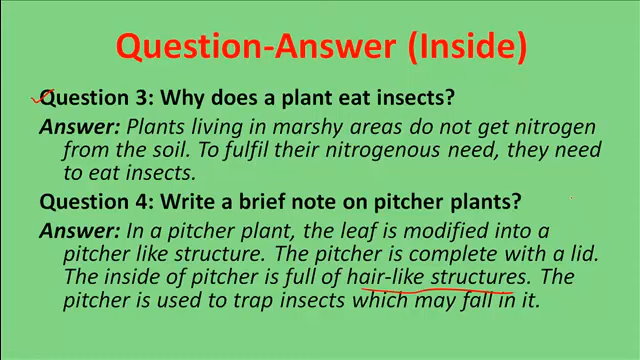 Question-Answer (Inside)
Question 3: Why does a plant eat insects?
Answer: Plants living in marshy areas do not get nitrogen
from the soil. To fulfil their nitrogenous need, they need
to eat insects.
Question 4: Write a brief note on pitcher plants?
Answer: In a pitcher plant, the leaf is modified into a
pitcher like structure. The pitcher is complete with a lid.
The inside of pitcher is full of hair-like structures. The
pitcher is used to trap insects which may fall in it.